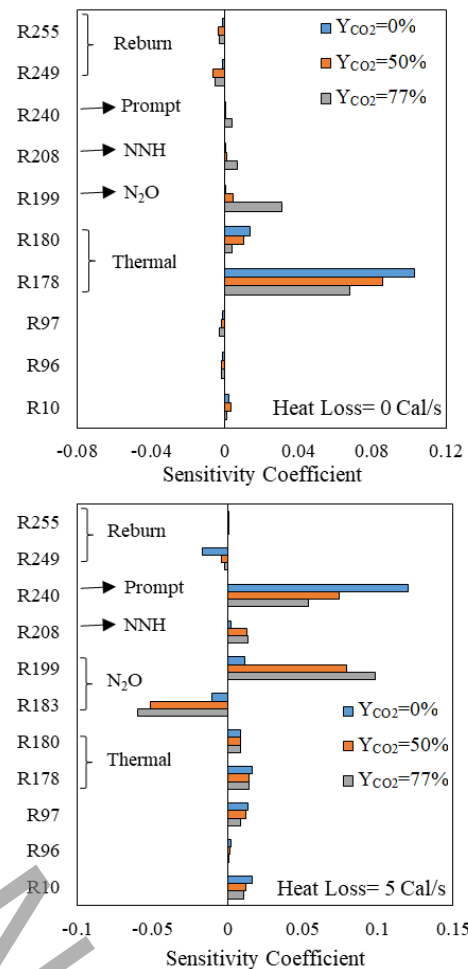 R255
Reburn
R249
R240
Prompt
R208
NNH
R199
N2O
R180
Thermal
R178
R97
R96
R10
YCO2=0%
YCO2=50%
YCO2=77%
Heat Loss= 0 Cal/s
-0.08 -0.04 0 0.04 0.08 0.12
Sensitivity Coefficient
R255
Reburn
R249
R240
Prompt
R208
NNH
R199
N2O
R183
R180
Thermal
R178
R97
R96
R10
YCO2=0%
YCO2=50%
YCO2=77%
Heat Loss= 5 Cal/s
-0.1 -0.05 0 0.05 0.1 0.15
Sensitivity Coefficient